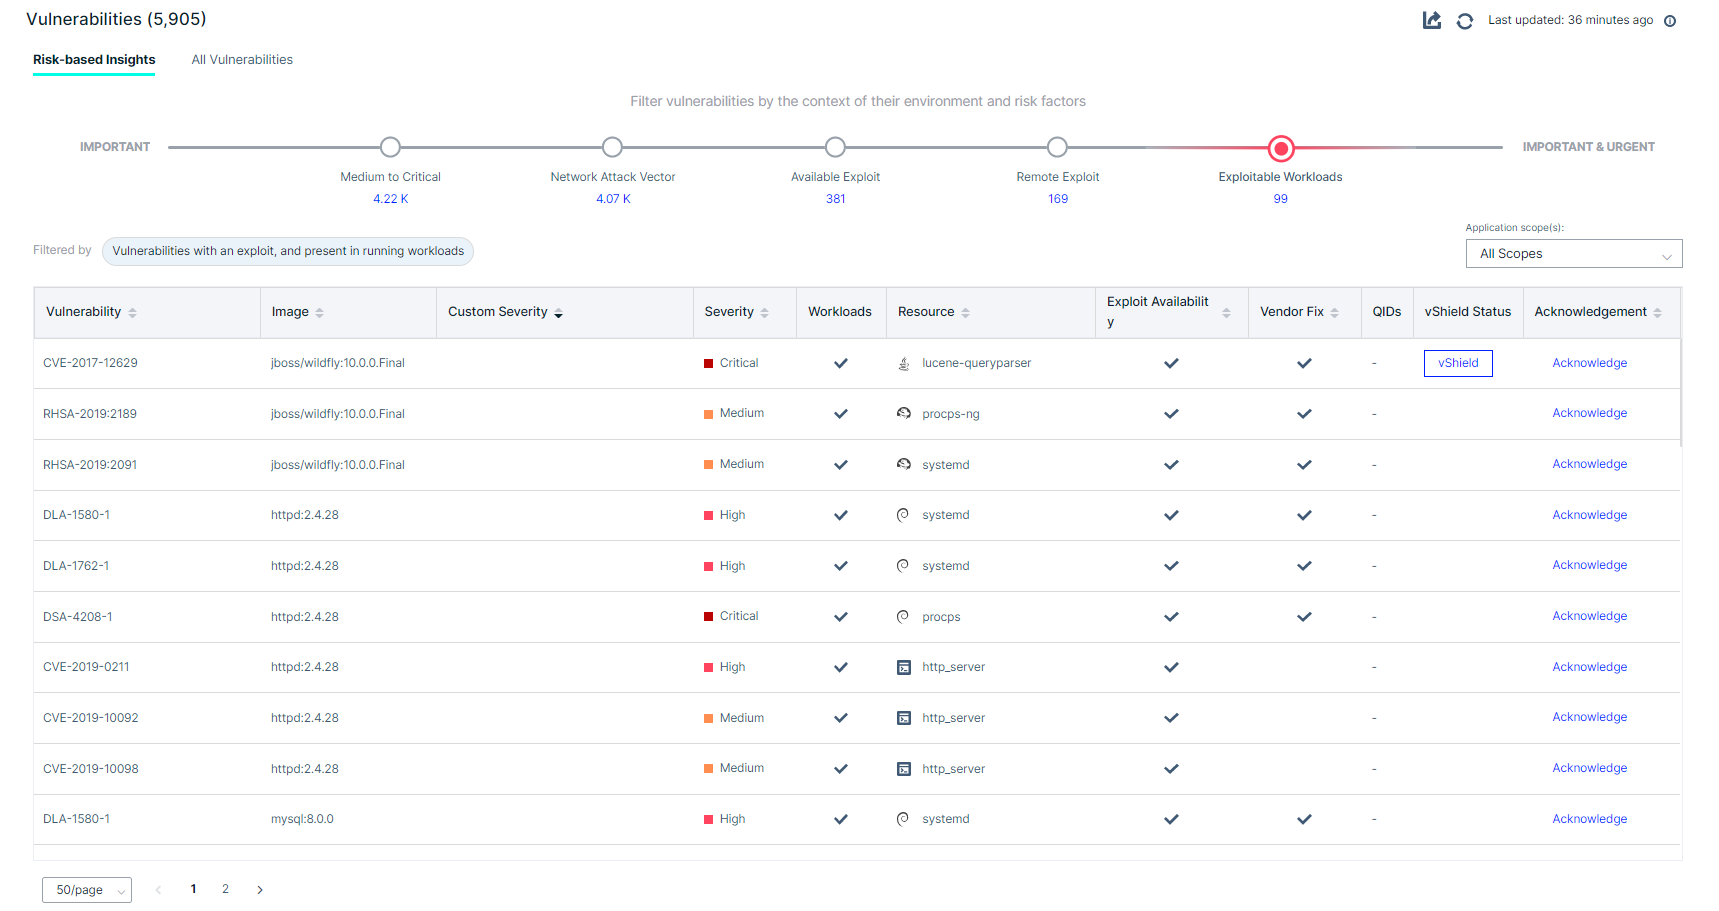 Vulnerabilities (5,905)
Last updated: 36 minutes ago
Risk-based Insights
All Vulnerabilities
Filter vulnerabilities by the context of their environment and risk factors
IMPORTANT
IMPORTANT & URGENT
Medium to Critical
Network Attack Vector
Available Exploit
Remote Exploit
Exploitable Workloads
4.22 K
4.07 K
381
169
99
Application scope(s):
Filtered by
Vulnerabilities with an exploit, and present in running workloads
All Scopes
Vulnerability Image Custom Severity Severity Workloads Resource Exploit Availabilit
y Vendor Fix QIDs vShield Status Acknowledgement
CVE-2017-12629 jboss/wildfly:10.0.0.Final Critical lucene-queryparser - vShield Acknowledge
RHSA-2019:2189 jboss/wildfly:10.0.0.Final Medium procps-ng - Acknowledge
RHSA-2019:2091 jboss/wildfly:10.0.0.Final Medium systemd - Acknowledge
DLA-1580-1 httpd:2.4.28 High systemd - Acknowledge
DLA-1762-1 httpd:2.4.28 High systemd - Acknowledge
DSA-4208-1 httpd:2.4.28 Critical procps - Acknowledge
CVE-2019-0211 httpd:2.4.28 High http_server - Acknowledge
CVE-2019-10092 httpd:2.4.28 Medium http_server - Acknowledge
CVE-2019-10098 httpd:2.4.28 Medium http_server - Acknowledge
DLA-1580-1 mysql:8.0.0 High systemd - Acknowledge
50/page < 1 2 >